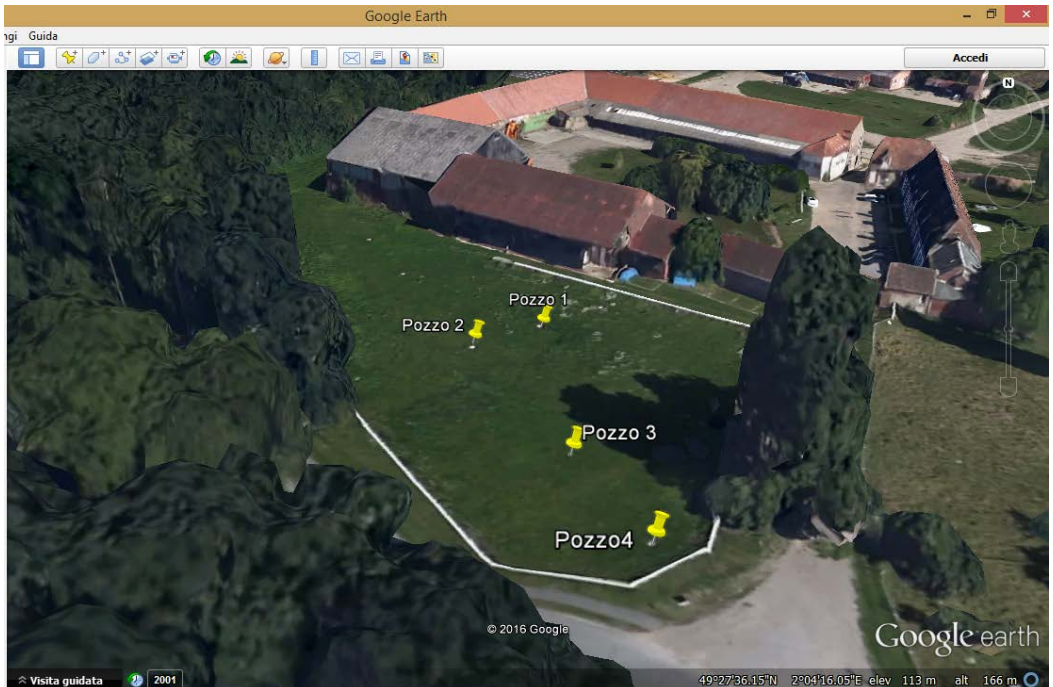 Google Earth
ngi Guida
Accedi
N
Pozzo 1
Pozzo 2
Pozzo 3
Pozzo4
© 2016 Google
Google earth
Visita guidata 2001 49°27'36.15"N 2°04'16.05"E elev 113 m alt 166 m